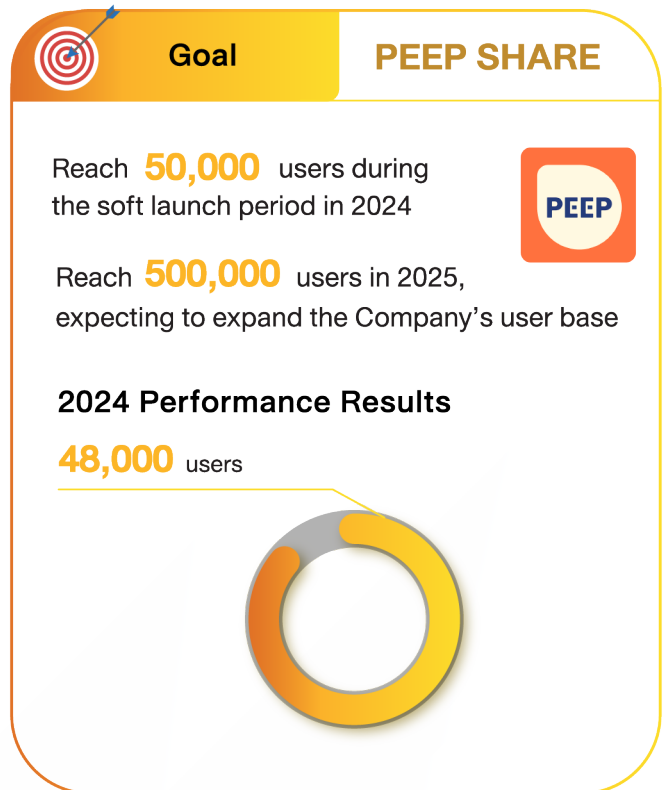 Goal
PEEP SHARE
Reach 50,000 users during
the soft launch period in 2024
PEEP
Reach 500,000 users in 2025,
expecting to expand the Company’s user base
2024 Performance Results
48,000 users